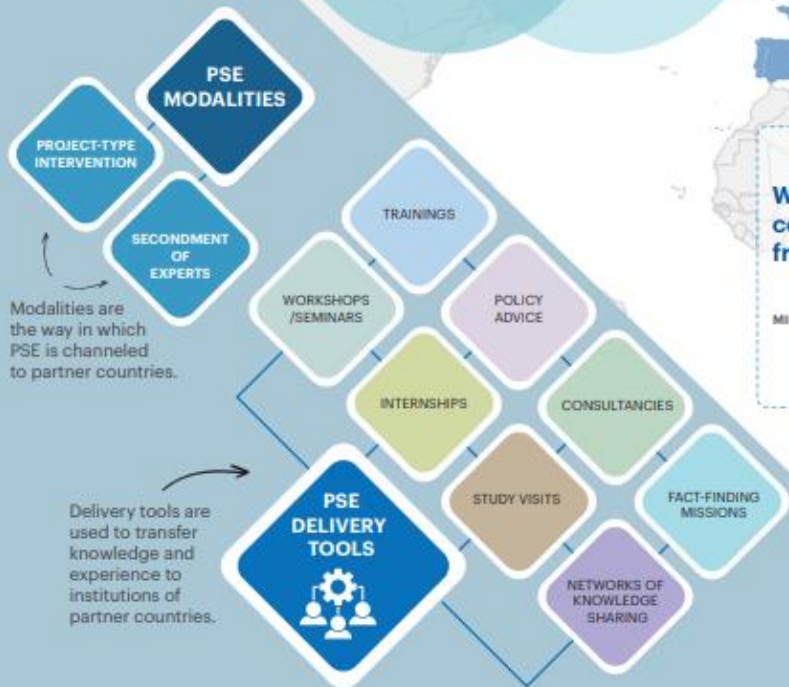 PSE
MODALITIES
PROJECT-TYPE
INTERVENTION
SECONDMENT
OF
EXPERTS
Modalities are
the way in which
PSE is channeled
to partner countries.
TRAININGS
WORKSHOPS
/SEMINARS
POLICY
ADVICE
INTERNSHIPS
CONSULTANCIES
STUDY VISITS
FACT-FINDING
MISSIONS
NETWORKS OF
KNOWLEDGE
SHARING
PSE
DELIVERY
TOOLS
Delivery tools are
used to transfer
knowledge and
experience to
institutions of
partner countries.